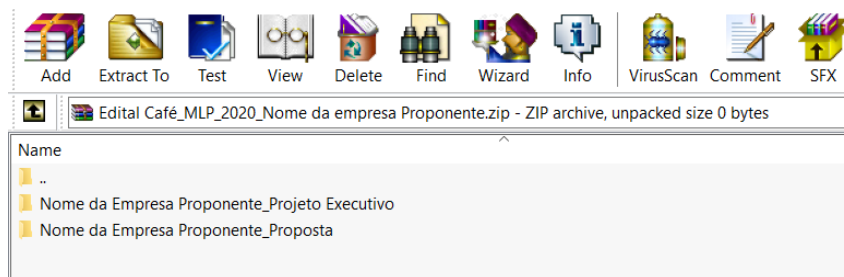 Add Extract To Test View Delete Find Wizard Info VirusScan Comment SFX
Edital Café_MLP_2020_Nome da empresa Proponente.zip - ZIP archive, unpacked size 0 bytes
Name
..
Nome da Empresa Proponente_Projeto Executivo
Nome da Empresa Proponente_Proposta